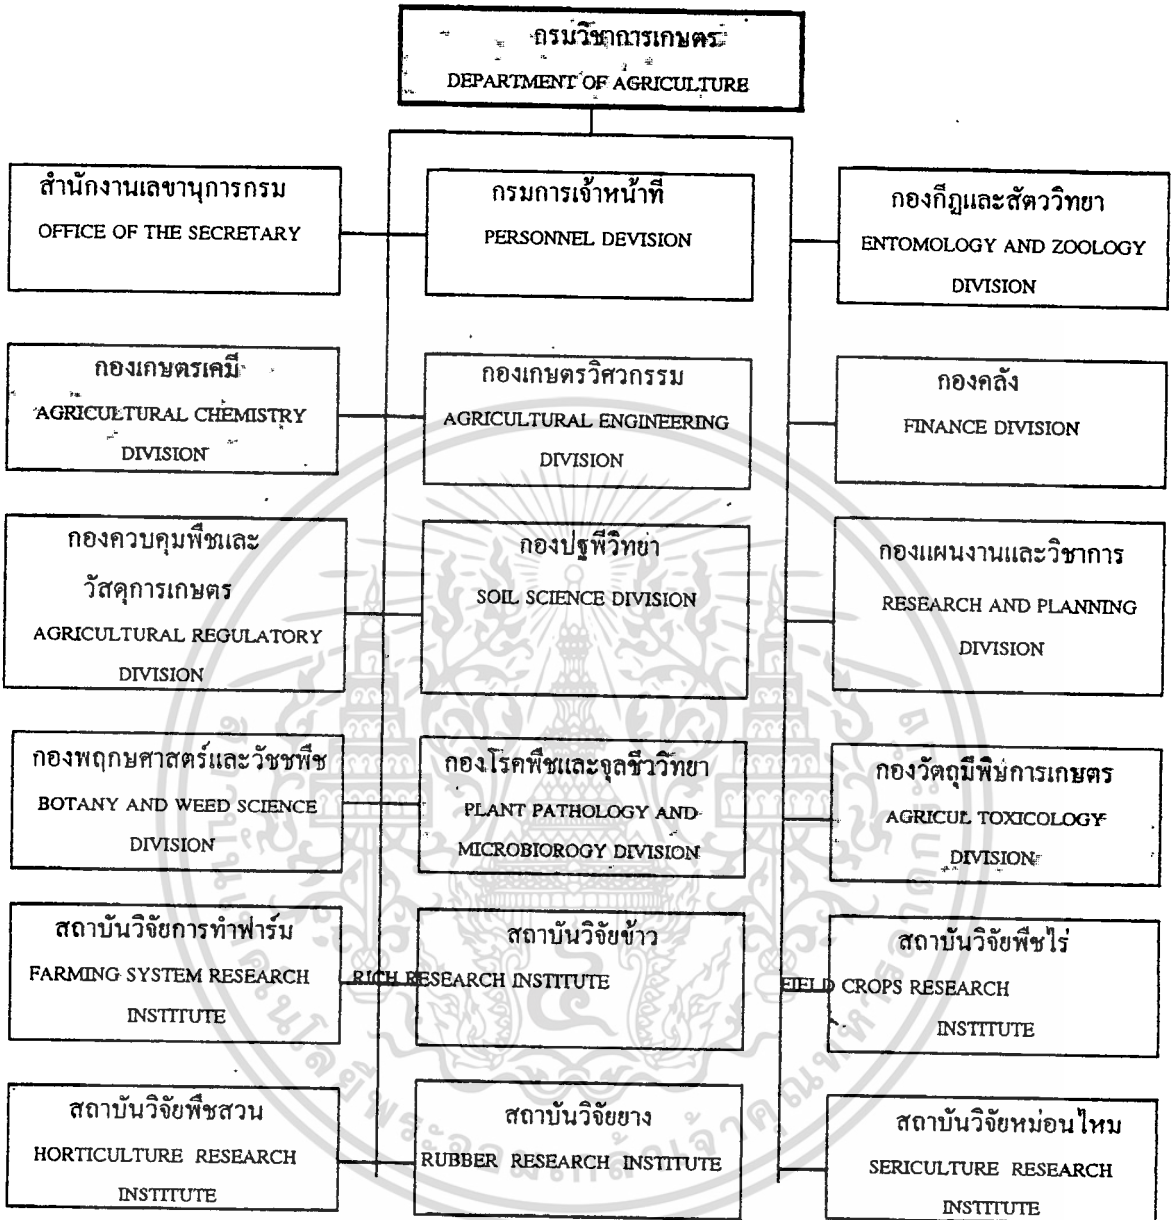 กรมวิชาการเกษตร
DEPARTMENT OF AGRICULTURE
สำนักงานเลขานุการกรม
OFFICE OF THE SECRETARY
กรมการเจ้าหน้าที่
PERSONNEL DEVISION
กองกีฏและสัตววิทยา
ENTOMOLOGY AND ZOOLOGY
DIVISION
กองเกษตรเคมี
AGRICULTURAL CHEMISTRY
DIVISION
กองเกษตรวิศวกรรม
AGRICULTURAL ENGINEERING
DIVISION
กองคลัง
FINANCE DIVISION
กองควบคุมพืชและ
วัสดุการเกษตร
AGRICULTURAL REGULATORY
DIVISION
กองปฐพีวิทยา
SOIL SCIENCE DIVISION
กองแผนงานและวิชาการ
RESEARCH AND PLANNING
DIVISION
กองพฤกษศาสตร์และวัชชพืช
BOTANY AND WEED SCIENCE
DIVISION
กองโรคพืชและจุลชีววิทยา
PLANT PATHOLOGY AND
MICROBIOROGY DIVISION
กองวัตถุมีพิษการเกษตร
AGRICUL TOXICOLOGY
DIVISION
สถาบันวิจัยการทำฟาร์ม
FARMING SYSTEM RESEARCH
INSTITUTE
สถาบันวิจัยข้าว
RICH RESEARCH INSTITUTE
สถาบันวิจัยพืชไร่
FIELD CROPS RESEARCH
INSTITUTE
สถาบันวิจัยพืชสวน
HORTICULTURE RESEARCH
INSTITUTE
สถาบันวิจัยยาง
RUBBER RESEARCH INSTITUTE
สถาบันวิจัยหม่อนไหม
SERICULTURE RESEARCH
INSTITUTE